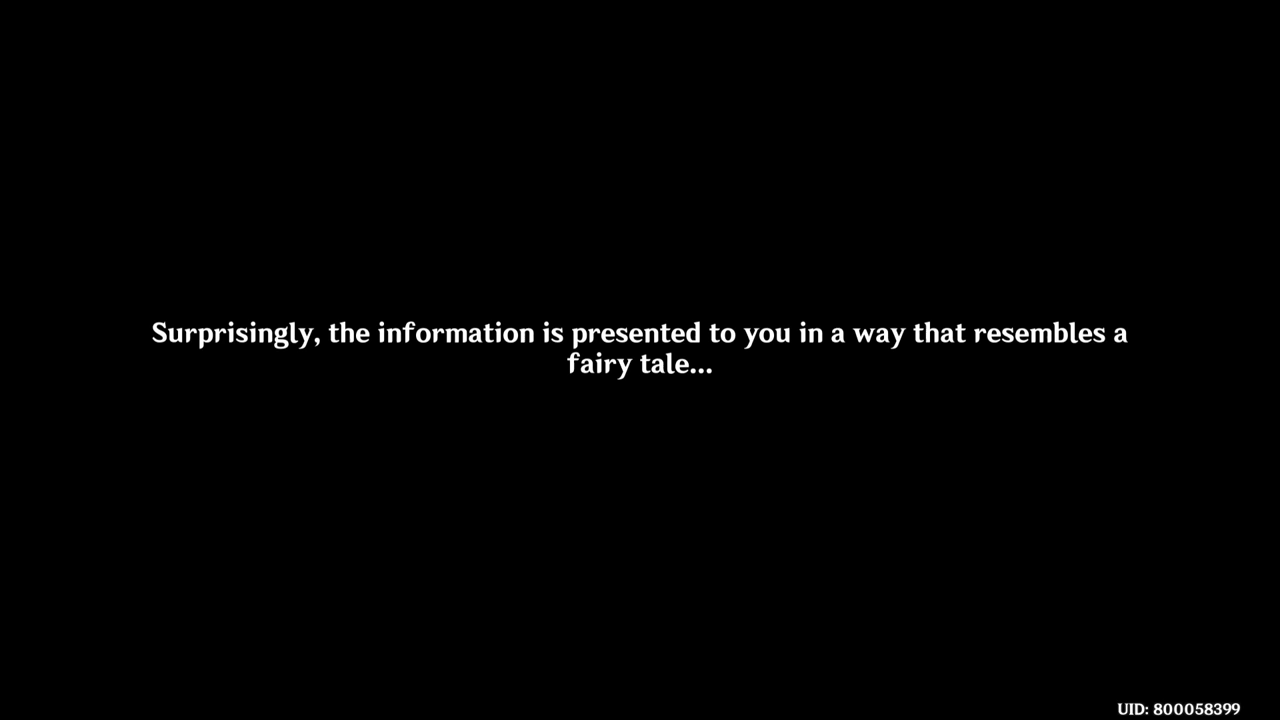 Surprisingly, the information is presented to you in a way that resembles a
fairy tale...
UID: 800058399